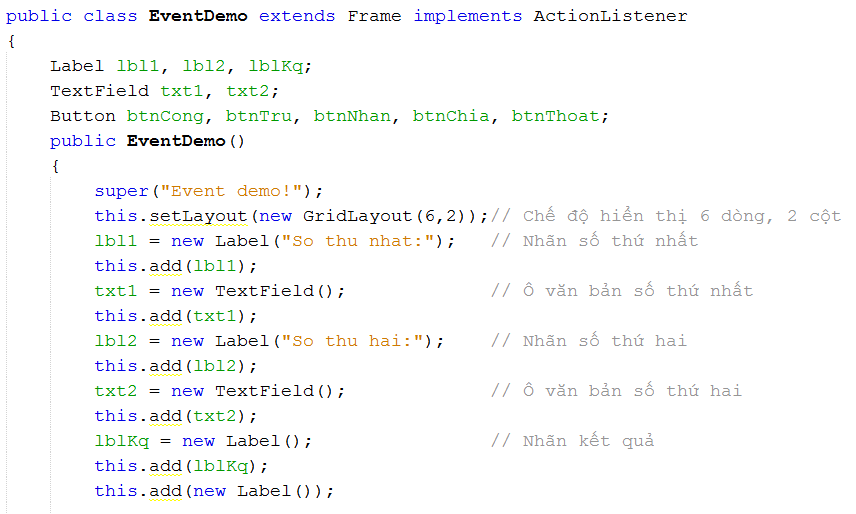 public class EventDemo extends Frame implements ActionListener
{
    Label lbl1, lbl2, lblKq;
    TextField txt1, txt2;
    Button btnCong, btnTru, btnNhan, btnChia, btnThoat;
    public EventDemo()
    {
        super("Event demo!");
        this.setLayout(new GridLayout(6,2));// Chế độ hiển thị 6 dòng, 2 cột
        lbl1 = new Label("So thu nhat:");   // Nhãn số thứ nhất
        this.add(lbl1);
        txt1 = new TextField();             // Ô văn bản số thứ nhất
        this.add(txt1);
        lbl2 = new Label("So thu hai:");    // Nhãn số thứ hai
        this.add(lbl2);
        txt2 = new TextField();             // Ô văn bản số thứ hai
        this.add(txt2);
        lblKq = new Label();                // Nhãn kết quả
        this.add(lblKq);
        this.add(new Label());